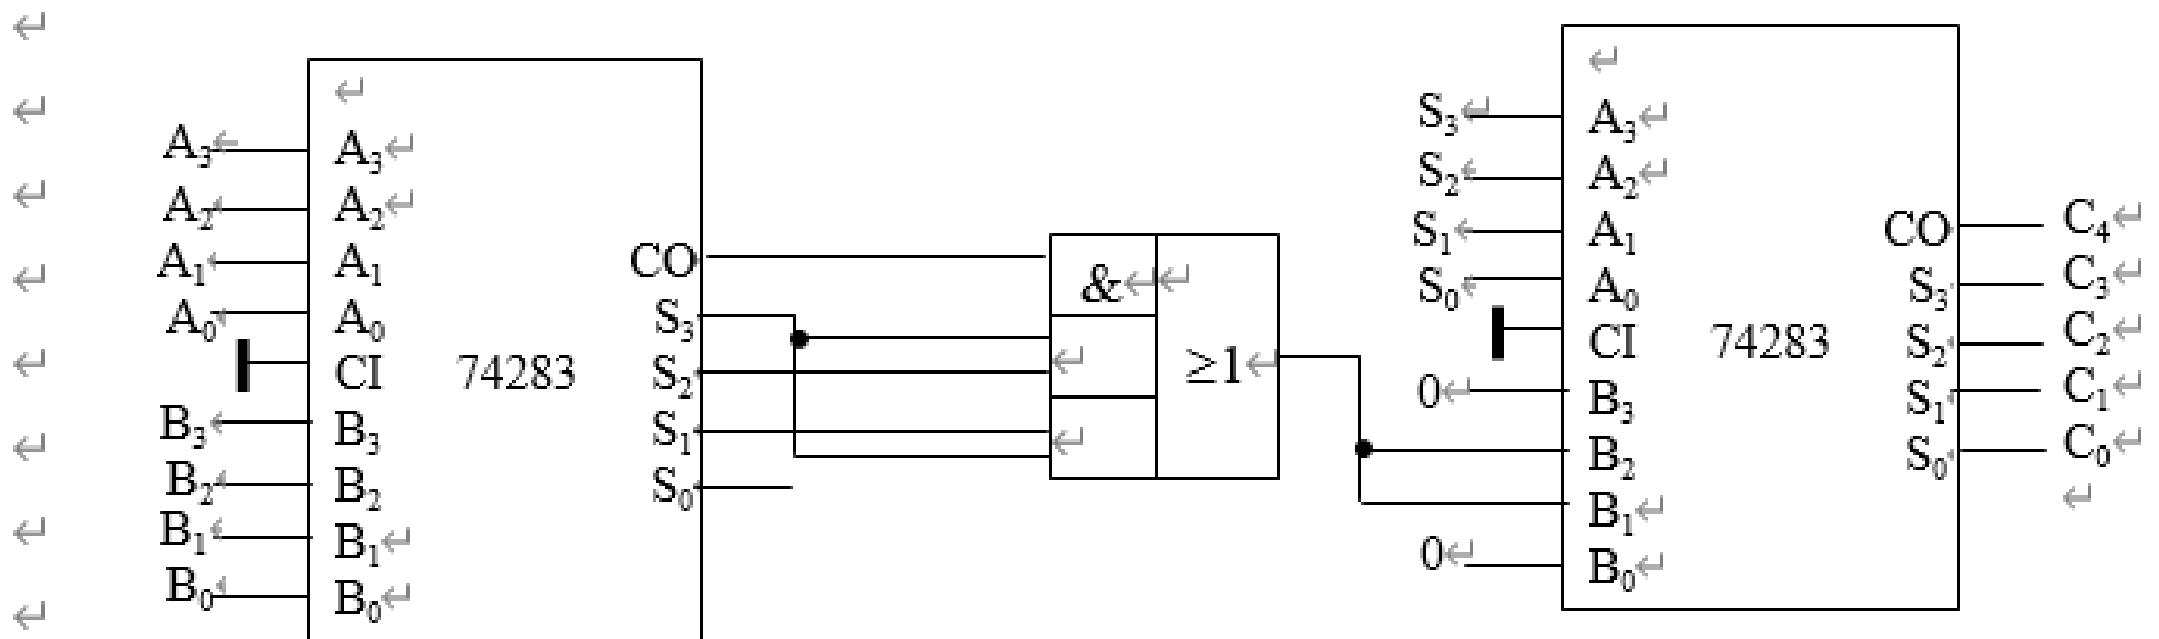 A₃ A₃
A₂ A₂
A₁ A₁
A₀ A₀
CI
74283
B₃ B₃
B₂ B₂
B₁ B₁
B₀ B₀
CO
S₃
S₂
S₁
S₀
&
≥1
S₃ A₃
S₂ A₂
S₁ A₁
S₀ A₀
CI
74283
0 B₃
B₂
B₁
0 B₀
CO C₄
S₃ C₃
S₂ C₂
S₁ C₁
S₀ C₀